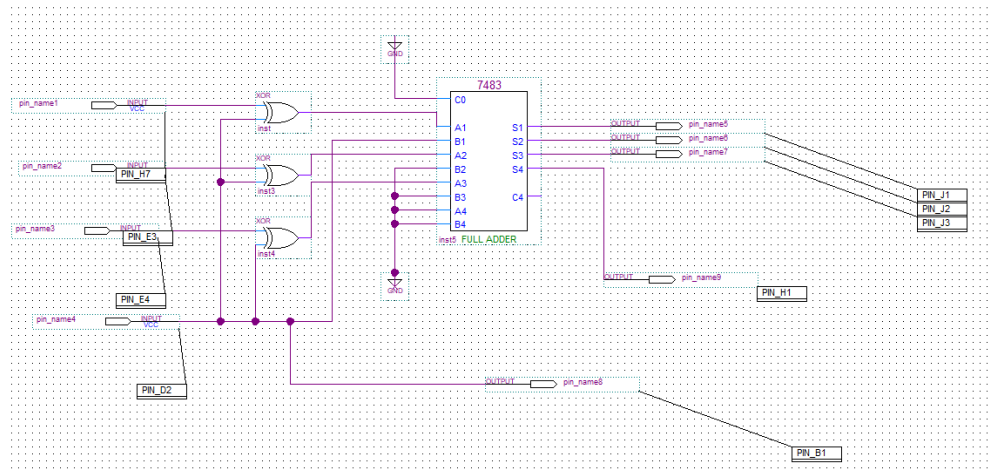 GND
7483
XOR
pin_name1
INPUT
VCC
C0
inst
A1
S1
OUTPUT
pin_name5
B1
S2
OUTPUT
pin_name6
XOR
A2
S3
OUTPUT
pin_name7
pin_name2
INPUT
PIN_H7
B2
S4
inst3
A3
B3
C4
PIN_J1
A4
PIN_J2
XOR
B4
PIN_J3
pin_name3
INPUT
PIN_E3
inst5 FULL ADDER
inst4
OUTPUT
pin_name9
GND
PIN_H1
PIN_E4
pin_name4
INPUT
VCC
OUTPUT
pin_name8
PIN_D2
PIN_B1